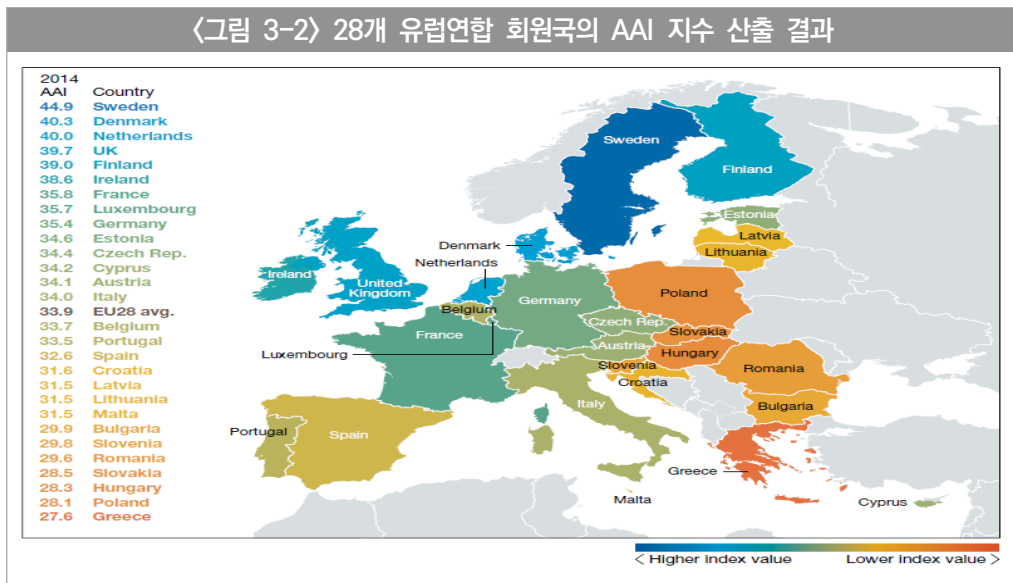 〈그림 3-2〉 28개 유럽연합 회원국의 AAI 지수 산출 결과
2014
AAI Country
44.9 Sweden
40.3 Denmark
40.0 Netherlands
39.7 UK
39.0 Finland
38.6 Ireland
35.8 France
35.7 Luxembourg
35.4 Germany
34.6 Estonia
34.4 Czech Rep.
34.2 Cyprus
34.1 Austria
34.0 Italy
33.9 EU28 avg.
33.7 Belgium
33.5 Portugal
32.6 Spain
31.6 Croatia
31.5 Latvia
31.5 Lithuania
31.5 Malta
29.9 Bulgaria
29.8 Slovenia
29.6 Romania
28.5 Slovakia
28.3 Hungary
28.1 Poland
27.6 Greece
Sweden
Finland
Estonia
Latvia
Lithuania
Denmark
Netherlands
Ireland
United
Kingdom
Belgium
Germany
Poland
France
Czech Rep.
Slovakia
Luxembourg
Austria
Hungary
Slovenia
Romania
Croatia
Italy
Bulgaria
Portugal
Spain
Greece
Malta
Cyprus
< Higher index value
Lower index value >